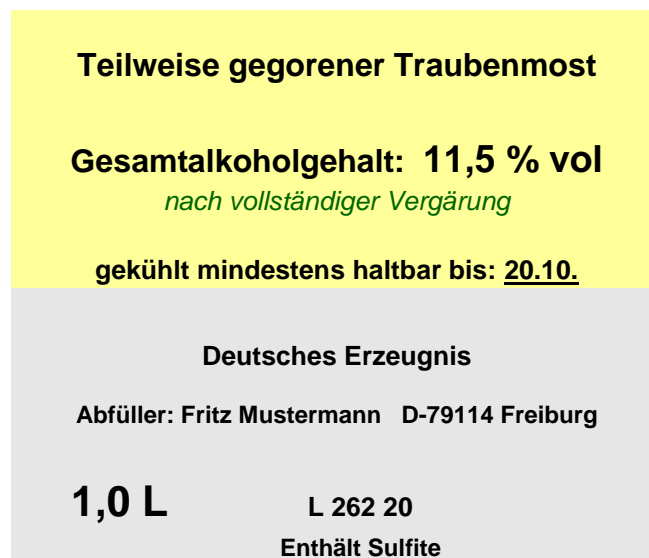 Teilweise gegorener Traubenmost
Gesamtalkoholgehalt: 11,5 % vol
nach vollständiger Vergärung
gekühlt mindestens haltbar bis: 20.10.
Deutsches Erzeugnis
Abfüller: Fritz Mustermann D-79114 Freiburg
1,0 L L 262 20
Enthält Sulfite